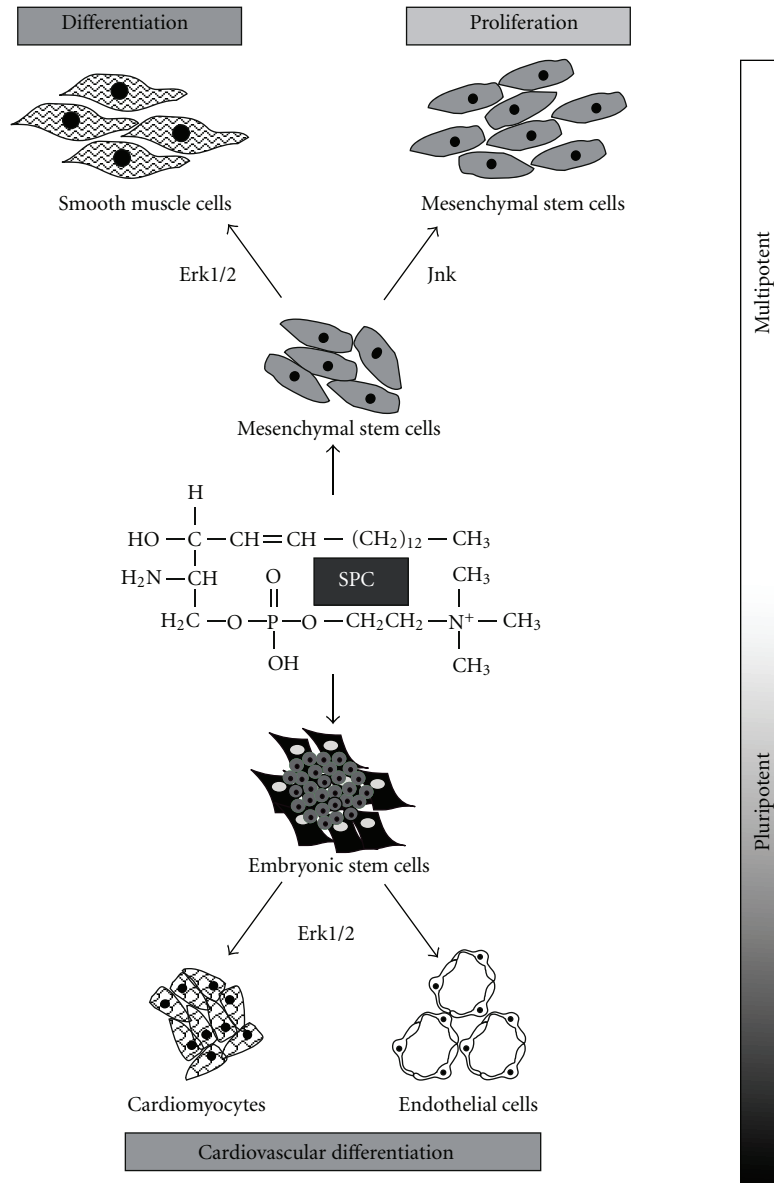 Differentiation
Proliferation
Smooth muscle cells
Mesenchymal stem cells
Erk1/2
Jnk
Mesenchymal stem cells
H
HO — C — CH=CH — (CH2)12 — CH3
H2N — CH
O
SPC
CH3
H2C — O — P — O — CH2CH2 — N+ — CH3
OH
CH3
Embryonic stem cells
Erk1/2
Cardiomyocytes
Endothelial cells
Cardiovascular differentiation
Multipotent
Pluripotent